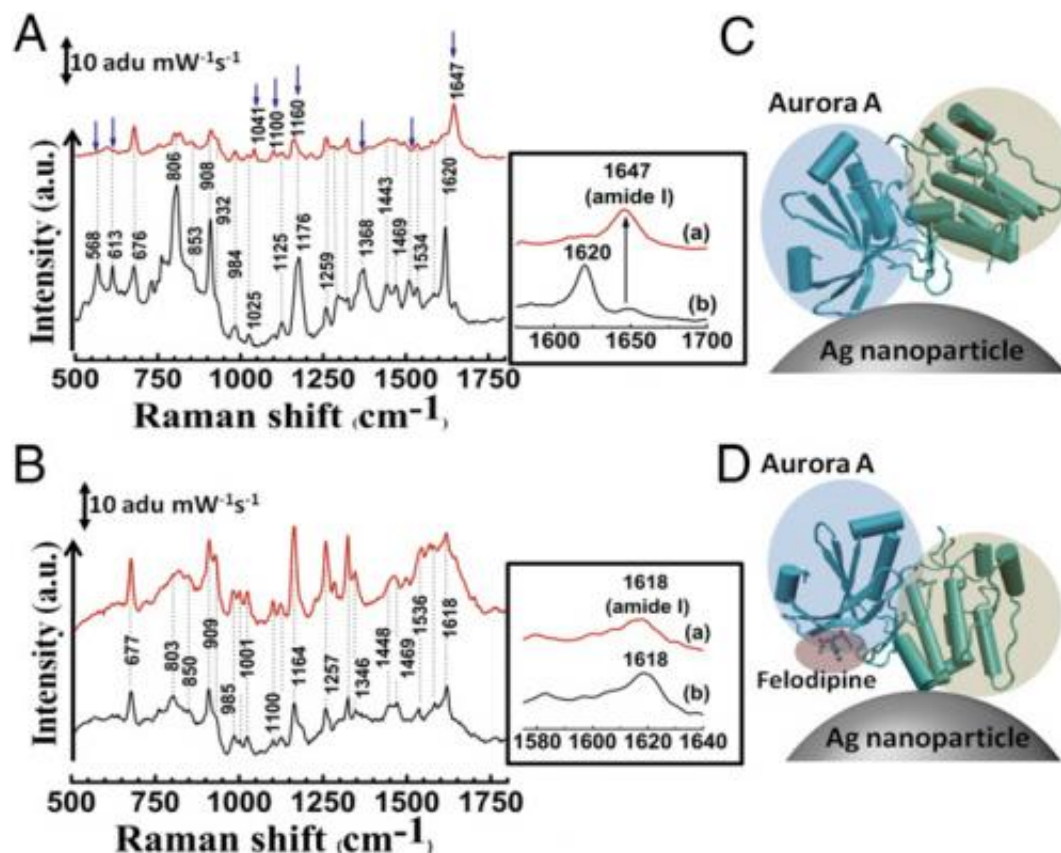 A
10 adu mW⁻¹s⁻¹
Intensity (a.u.)
568
613
676
806
853
908
932
984
1025
1041
1100
1160
1125
1176
1259
1368
1443
1469
1534
1647
1620
500 750 1000 1250 1500 1750
Raman shift (cm-1)
1647
(amide I)
(a)
1620
(b)
1600 1650 1700
C
Aurora A
Ag nanoparticle
B
10 adu mW⁻¹s⁻¹
Intensity (a.u.)
677
803
850
909
985
1001
1100
1164
1257
1346
1448
1469
1536
1618
500 750 1000 1250 1500 1750
Raman shift (cm-1)
1618
(amide I)
(a)
1618
(b)
1580 1600 1620 1640
D
Aurora A
Felodipine
Ag nanoparticle